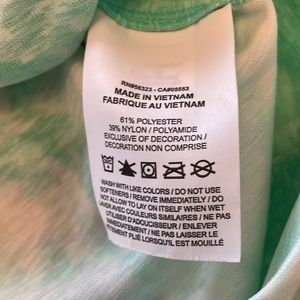 RN#56323 - CA#05553
MADE IN VIETNAM
FABRIQUE AU VIETNAM
61% POLYESTER
39% NYLON / POLYAMIDE
EXCLUSIVE OF DECORATION /
DECORATION NON COMPRISE
WASH WITH LIKE COLORS / DO NOT USE
SOFTENERS / REMOVE IMMEDIATELY / DO
NOT ALLOW TO LAY ON ITSELF WHEN WET
LAVER AVEC COULEURS SIMILAIRES / NE PAS
UTILISER D'ADOUCISSEUR / ENLEVER
IMMÉDIATEMENT / NE PAS LAISSER LE
VÊTEMENT PLIÉ LORSQU'IL EST MOUILLÉ